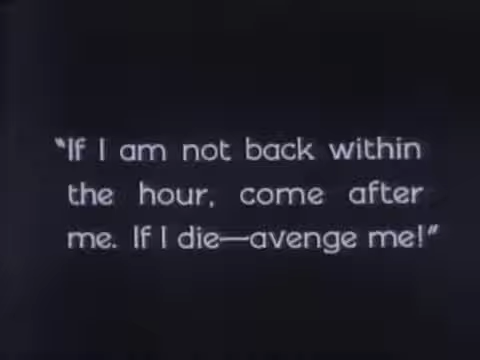 "If I am not back within
the hour, come after
me. If I die—avenge me!"